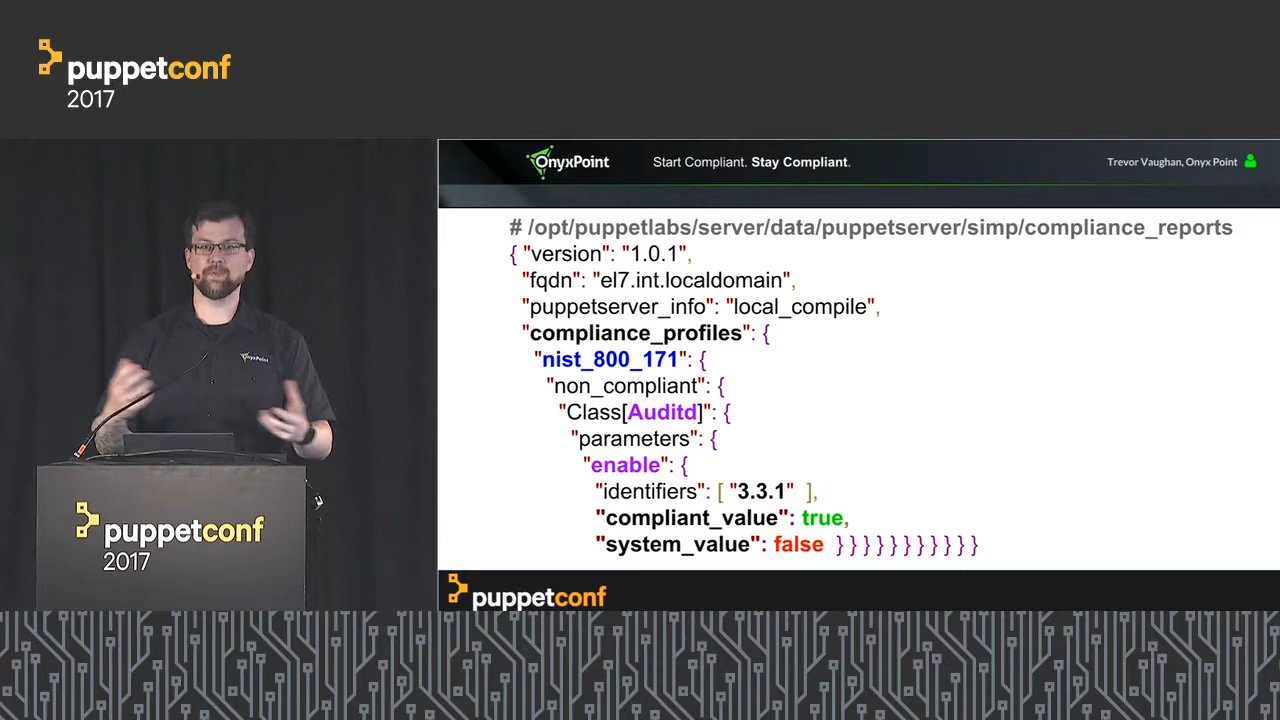 puppetconf
2017
OnyxPoint
Start Compliant. Stay Compliant.
Trevor Vaughan, Onyx Point
# /opt/puppetlabs/server/data/puppetserver/simp/compliance_reports
{ "version": "1.0.1",
"fqdn": "el7.int.localdomain",
"puppetserver_info": "local_compile",
"compliance_profiles": {
"nist_800_171": {
"non_compliant": {
"Class[Auditd]": {
"parameters": {
"enable": {
"identifiers": [ "3.3.1" ],
"compliant_value": true,
"system_value": false } } } } } } } } } } }
OnyxPoint
puppetconf
2017
puppetconf